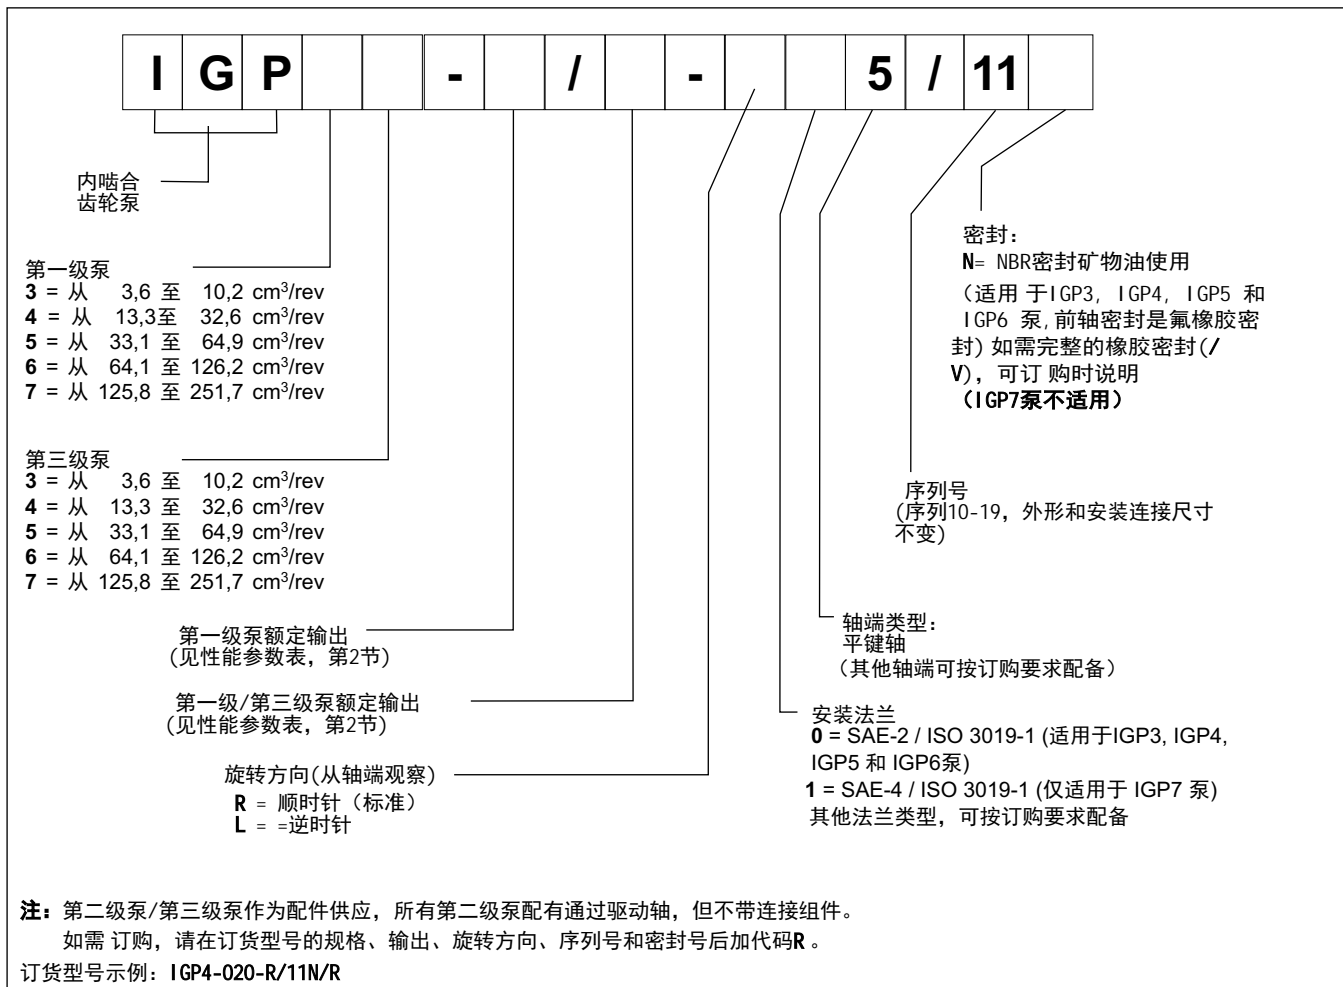 I G P - / - 5 / 11
内啮合
齿轮泵
第一级泵
3 = 从 3,6 至 10,2 cm³/rev
4 = 从 13,3至 32,6 cm³/rev
5 = 从 33,1 至 64,9 cm³/rev
6 = 从 64,1 至 126,2 cm³/rev
7 = 从 125,8 至 251,7 cm³/rev
第三级泵
3 = 从 3,6 至 10,2 cm³/rev
4 = 从 13,3 至 32,6 cm³/rev
5 = 从 33,1 至 64,9 cm³/rev
6 = 从 64,1 至 126,2 cm³/rev
7 = 从 125,8 至 251,7 cm³/rev
第一级泵额定输出
(见性能参数表，第2节)
第一级/第三级泵额定输出
(见性能参数表，第2节)
旋转方向(从轴端观察)
R = 顺时针（标准）
L = =逆时针
密封：
N= NBR密封矿物油使用
（适用 于IGP3, IGP4, IGP5 和
IGP6 泵,前轴密封是氟橡胶密
封）如需完整的橡胶密封(/
V)，可订 购时说明
（IGP7泵不适用）
序列号
(序列10-19，外形和安装连接尺寸
不变)
轴端类型：
平键轴
（其他轴端可按订购要求配备）
安装法兰
0 = SAE-2 / ISO 3019-1 (适用于IGP3, IGP4,
IGP5 和 IGP6泵)
1 = SAE-4 / ISO 3019-1 (仅适用于 IGP7 泵)
其他法兰类型，可按订购要求配备
注：第二级泵/第三级泵作为配件供应，所有第二级泵配有通过驱动轴，但不带连接组件。
如需 订购，请在订货型号的规格、输出、旋转方向、序列号和密封号后加代码R 。
订货型号示例：IGP4-020-R/11N/R